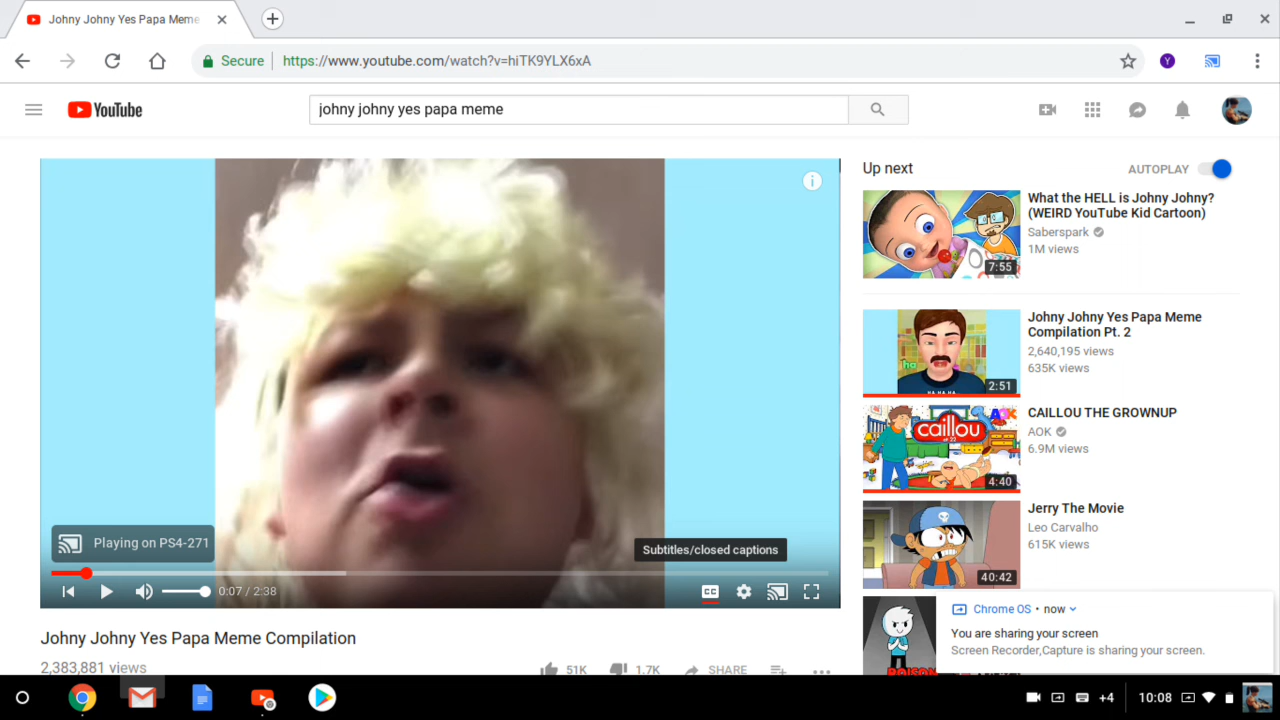 Johny Johny Yes Papa Meme
Secure
https://www.youtube.com/watch?v=hiTK9YLX6xA
Y
YouTube
johny johny yes papa meme
Up next
AUTOPLAY
What the HELL is Johny Johny?
(WEIRD YouTube Kid Cartoon)
Saberspark
1M views
7:55
Johny Johny Yes Papa Meme
Compilation Pt. 2
2,640,195 views
635K views
ha
HA HA HA
2:51
CAILLOU THE GROWNUP
AOK
6.9M views
AOK
caillou
4:40
Jerry The Movie
Leo Carvalho
615K views
40:42
Playing on PS4-271
Subtitles/closed captions
0:07 / 2:38
CC
Johny Johny Yes Papa Meme Compilation
2,383,881 views
51K
1.7K
SHARE
Chrome OS • now
You are sharing your screen
Screen Recorder,Capture is sharing your screen.
+4
10:08